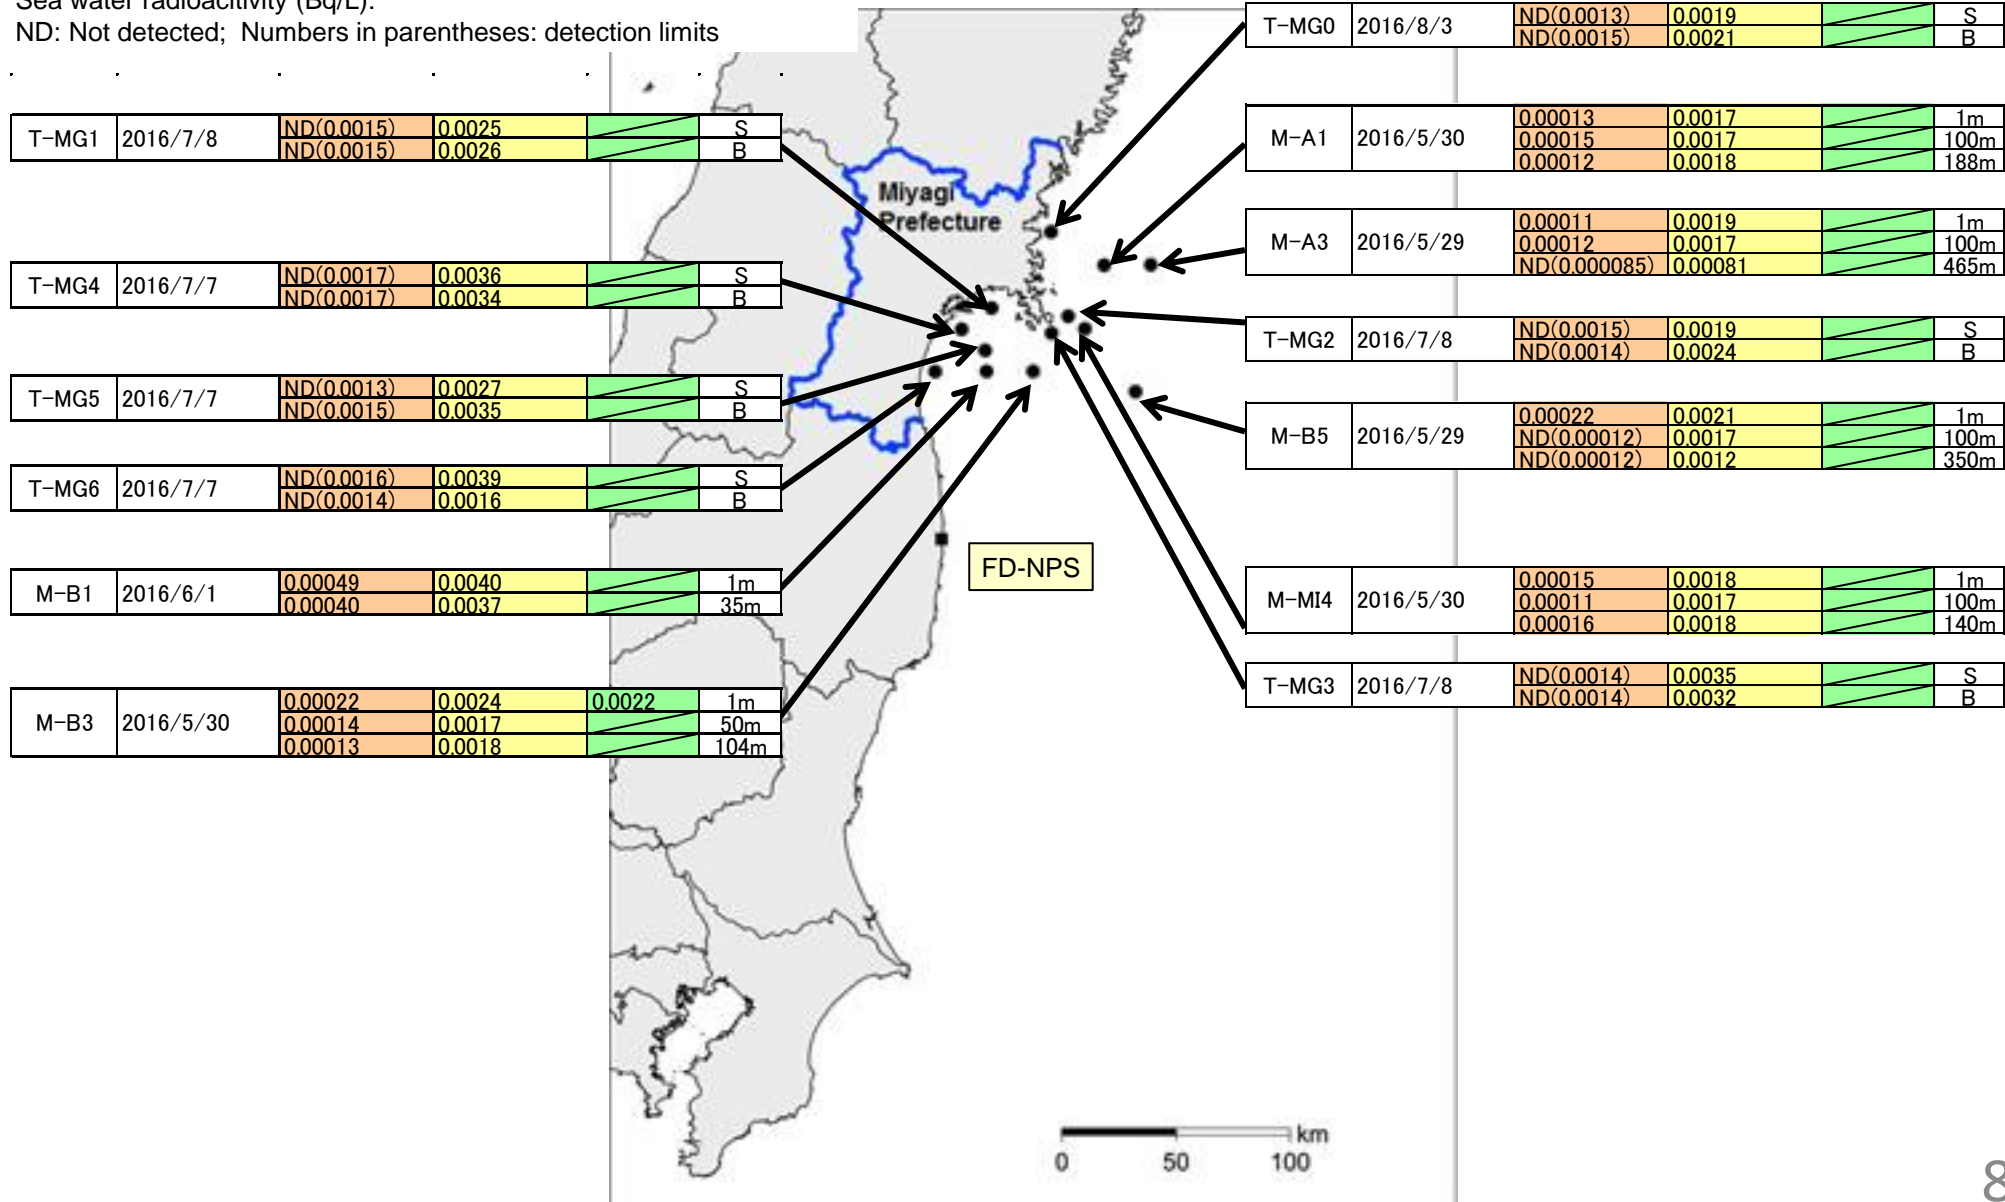 Sea water radioacitivity (Bq/L).
ND: Not detected; Numbers in parentheses: detection limits
T-MG1 2016/7/8 ND(0.0015) 0.0025 S
ND(0.0015) 0.0026 B
T-MG4 2016/7/7 ND(0.0017) 0.0036 S
ND(0.0017) 0.0034 B
T-MG5 2016/7/7 ND(0.0013) 0.0027 S
ND(0.0015) 0.0035 B
T-MG6 2016/7/7 ND(0.0016) 0.0039 S
ND(0.0014) 0.0016 B
M-B1 2016/6/1 0.00049 0.0040 1m
0.00040 0.0037 35m
M-B3 2016/5/30 0.00022 0.0024 0.0022 1m
0.00014 0.0017 50m
0.00013 0.0018 104m
Miyagi
Prefecture
FD-NPS
T-MG0 2016/8/3 ND(0.0013) 0.0019 S
ND(0.0015) 0.0021 B
M-A1 2016/5/30 0.00013 0.0017 1m
0.00015 0.0017 100m
0.00012 0.0018 188m
M-A3 2016/5/29 0.00011 0.0019 1m
0.00012 0.0017 100m
ND(0.000085) 0.00081 465m
T-MG2 2016/7/8 ND(0.0015) 0.0019 S
ND(0.0014) 0.0024 B
M-B5 2016/5/29 0.00022 0.0021 1m
ND(0.00012) 0.0017 100m
ND(0.00012) 0.0012 350m
M-MI4 2016/5/30 0.00015 0.0018 1m
0.00011 0.0017 100m
0.00016 0.0018 140m
T-MG3 2016/7/8 ND(0.0014) 0.0035 S
ND(0.0014) 0.0032 B
km
0 50 100
8